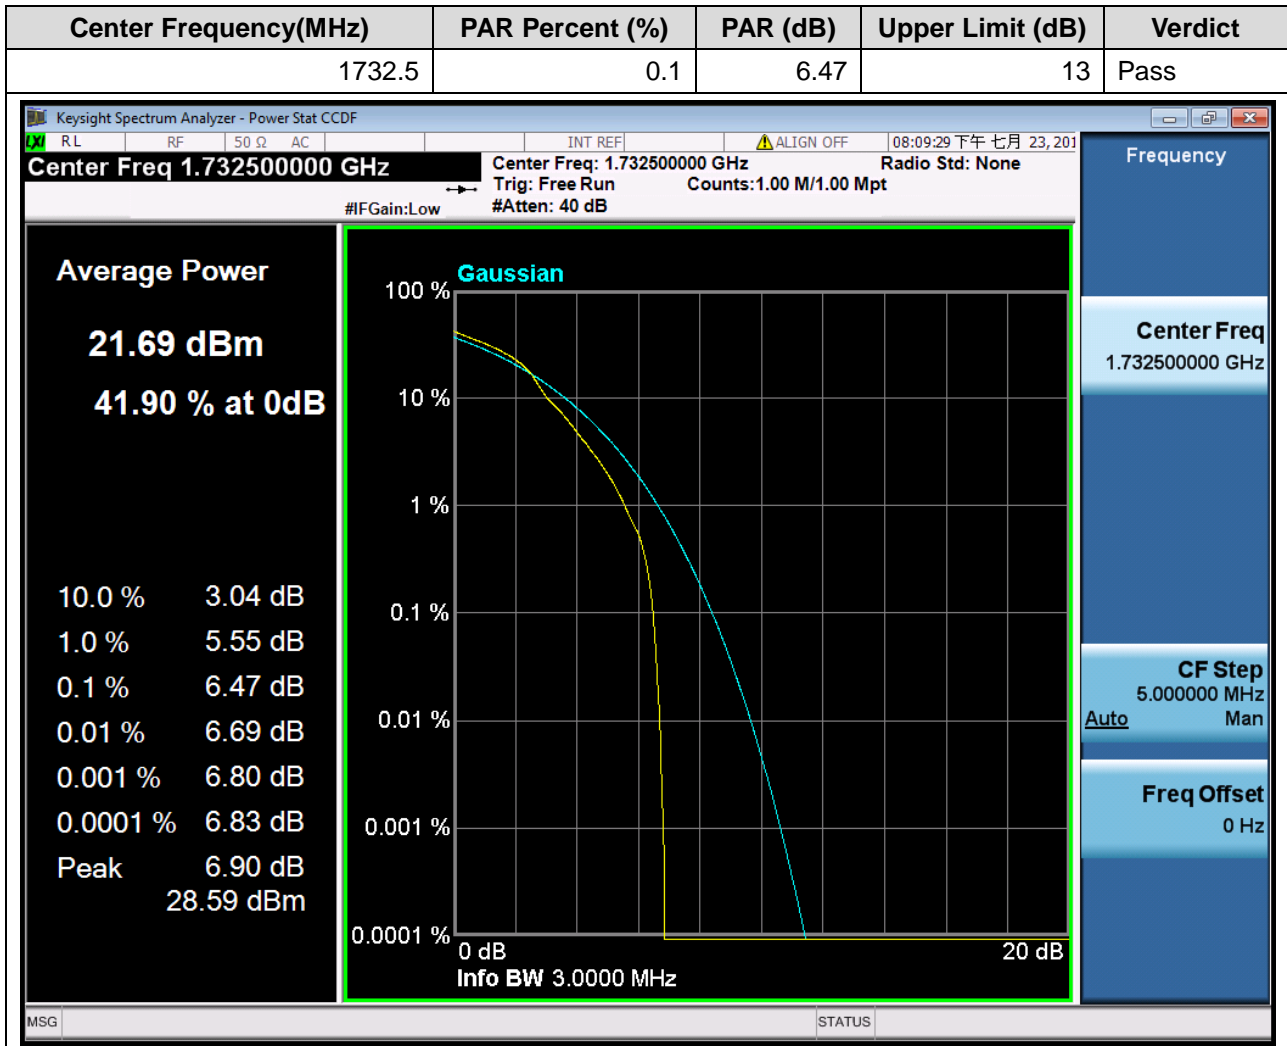 Center Frequency(MHz) PAR Percent (%) PAR (dB) Upper Limit (dB) Verdict
1732.5 0.1 6.47 13 Pass
Keysight Spectrum Analyzer - Power Stat CCDF
LXI RL RF 50 Ω AC INT REF ALIGN OFF 08:09:29 下午 七月 23, 201
Center Freq 1.732500000 GHz
Center Freq: 1.732500000 GHz Radio Std: None
Trig: Free Run Counts:1.00 M/1.00 Mpt
#IFGain:Low #Atten: 40 dB
Frequency
Average Power
21.69 dBm
41.90 % at 0dB
10.0 % 3.04 dB
1.0 % 5.55 dB
0.1 % 6.47 dB
0.01 % 6.69 dB
0.001 % 6.80 dB
0.0001 % 6.83 dB
Peak 6.90 dB
28.59 dBm
Gaussian
100 %
10 %
1 %
0.1 %
0.01 %
0.001 %
0.0001 %
0 dB 20 dB
Info BW 3.0000 MHz
Center Freq
1.732500000 GHz
CF Step
5.000000 MHz
Auto Man
Freq Offset
0 Hz
MSG STATUS